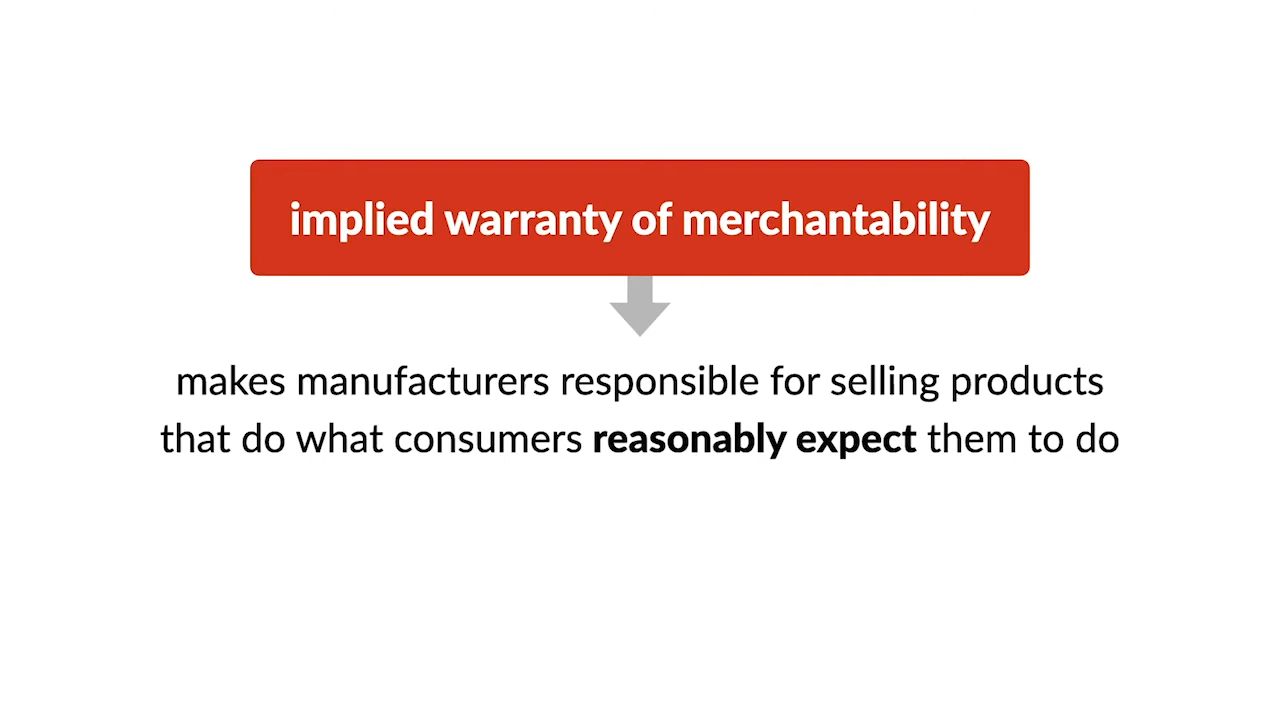 implied warranty of merchantability
makes manufacturers responsible for selling products
that do what consumers reasonably expect them to do